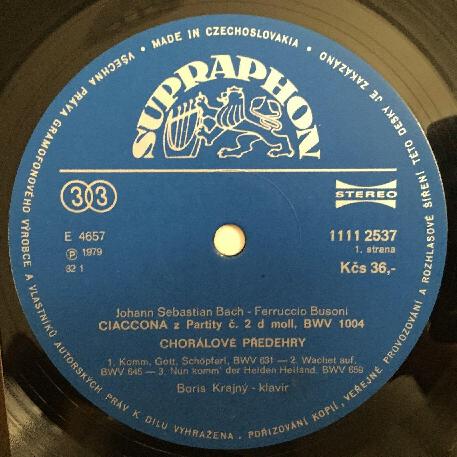 • MADE IN CZECHOSLOVAKIA •
VŠECHNA PRÁVA GRAMOFONOVÉHO VÝROBCE A VLASTNÍKŮ AUTORSKÝCH PRÁV K DÍLU VYHRAŽENA. POŘIZOVÁNÍ KOPIÍ, VEŘEJNÉ PROVOZOVÁNÍ A ROZHLASOVÉ ŠÍŘENÍ TÉTO DESKY JE ZAKÁZÁNO
SUPRAPHON
33
STEREO
E 4657
1111 2537
Ⓟ 1979
1. strana
82 1
Kčs 36,-
Johann Sebastian Bach - Ferruccio Busoni
CIACCONA z Partity č. 2 d moll, BWV 1004
CHORÁLOVÉ PŘEDEHRY
1. Komm, Gott, Schöpfer!, BWV 631 — 2. Wachet auf,
BWV 645 — 3. Nun komm' der Heiden Heiland, BWV 659
Boris Krajný - klavír